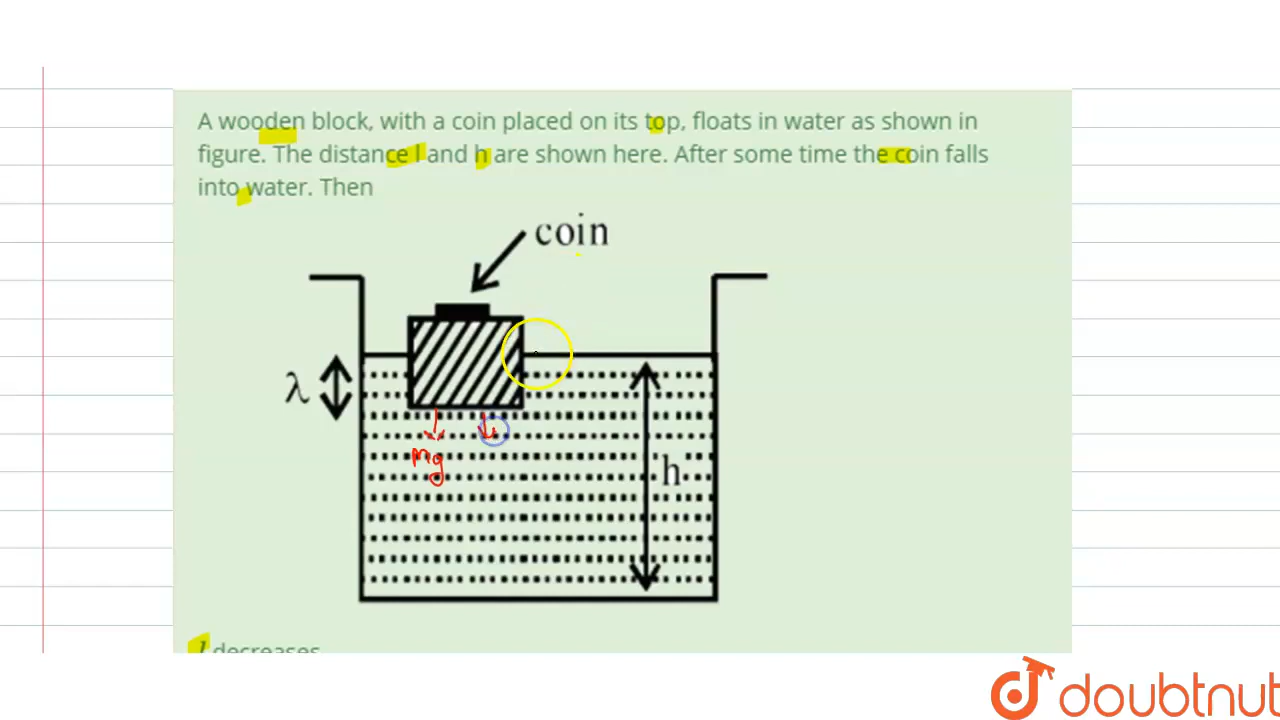 A wooden block, with a coin placed on its top, floats in water as shown in
figure. The distance l and h are shown here. After some time the coin falls
into water. Then
coin
λ
mg
h
l decreases
doubtnut